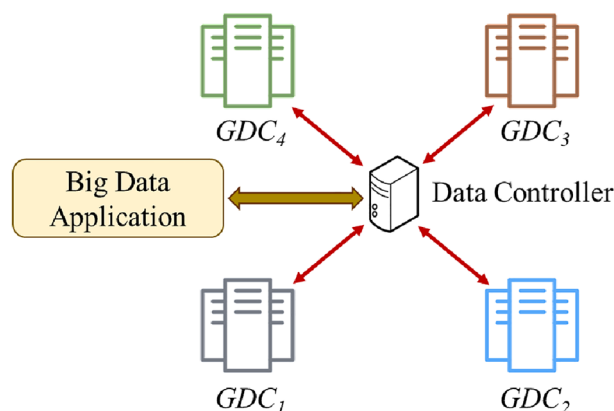 GDC4
GDC3
Big Data
Application
Data Controller
GDC1
GDC2